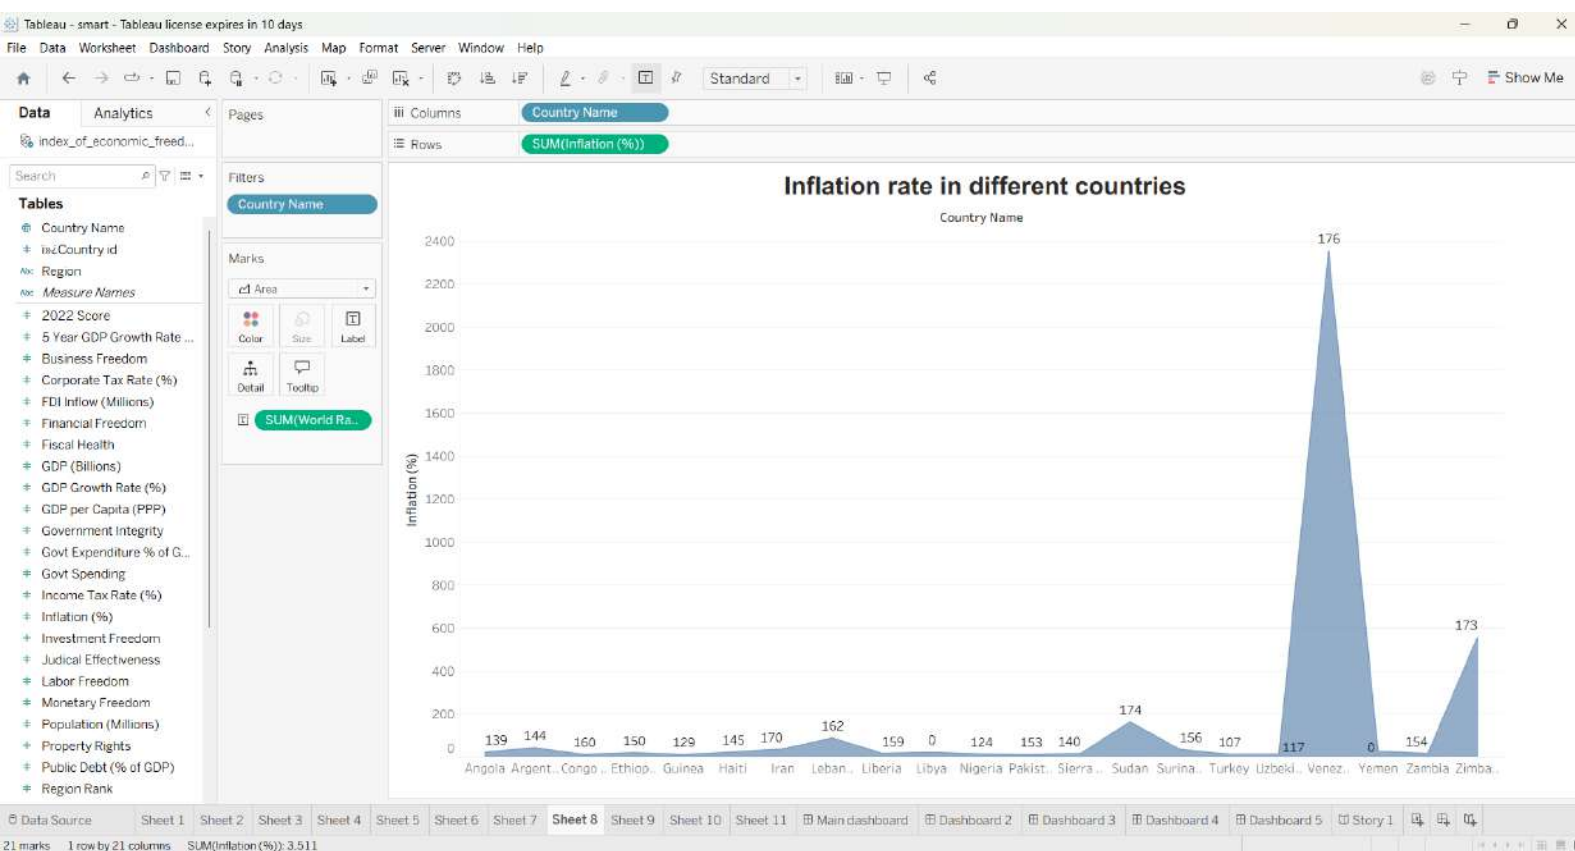 Tableau - smart - Tableau license expires in 10 days
File Data Worksheet Dashboard Story Analysis Map Format Server Window Help
Standard
Show Me
Data Analytics
index_of_economic_freed...
Search
Tables
Country Name
ï»¿Country id
Region
Measure Names
2022 Score
5 Year GDP Growth Rate ...
Business Freedom
Corporate Tax Rate (%)
FDI Inflow (Millions)
Financial Freedom
Fiscal Health
GDP (Billions)
GDP Growth Rate (%)
GDP per Capita (PPP)
Government Integrity
Govt Expenditure % of G...
Govt Spending
Income Tax Rate (%)
Inflation (%)
Investment Freedom
Judical Effectiveness
Labor Freedom
Monetary Freedom
Population (Millions)
Property Rights
Public Debt (% of GDP)
Region Rank
Pages
Filters
Country Name
Marks
Area
Color Size Label
Detail Tooltip
SUM(World Ra..
Columns Country Name
Rows SUM(Inflation (%))
Inflation rate in different countries
Country Name
Inflation (%)
2400
2200
2000
1800
1600
1400
1200
1000
800
600
400
200
0
139 144 160 150 129 145 170 162 159 0 124 153 140 174 156 107 117 176 0 154 173
Angola Argent.. Congo .. Ethiop.. Guinea Haiti Iran Leban.. Liberia Libya Nigeria Pakist.. Sierra .. Sudan Surina.. Turkey Uzbeki.. Venez.. Yemen Zambia Zimba..
Data Source Sheet 1 Sheet 2 Sheet 3 Sheet 4 Sheet 5 Sheet 6 Sheet 7 Sheet 8 Sheet 9 Sheet 10 Sheet 11 Main dashboard Dashboard 2 Dashboard 3 Dashboard 4 Dashboard 5 Story 1
21 marks 1 row by 21 columns SUM(Inflation (%)): 3,511